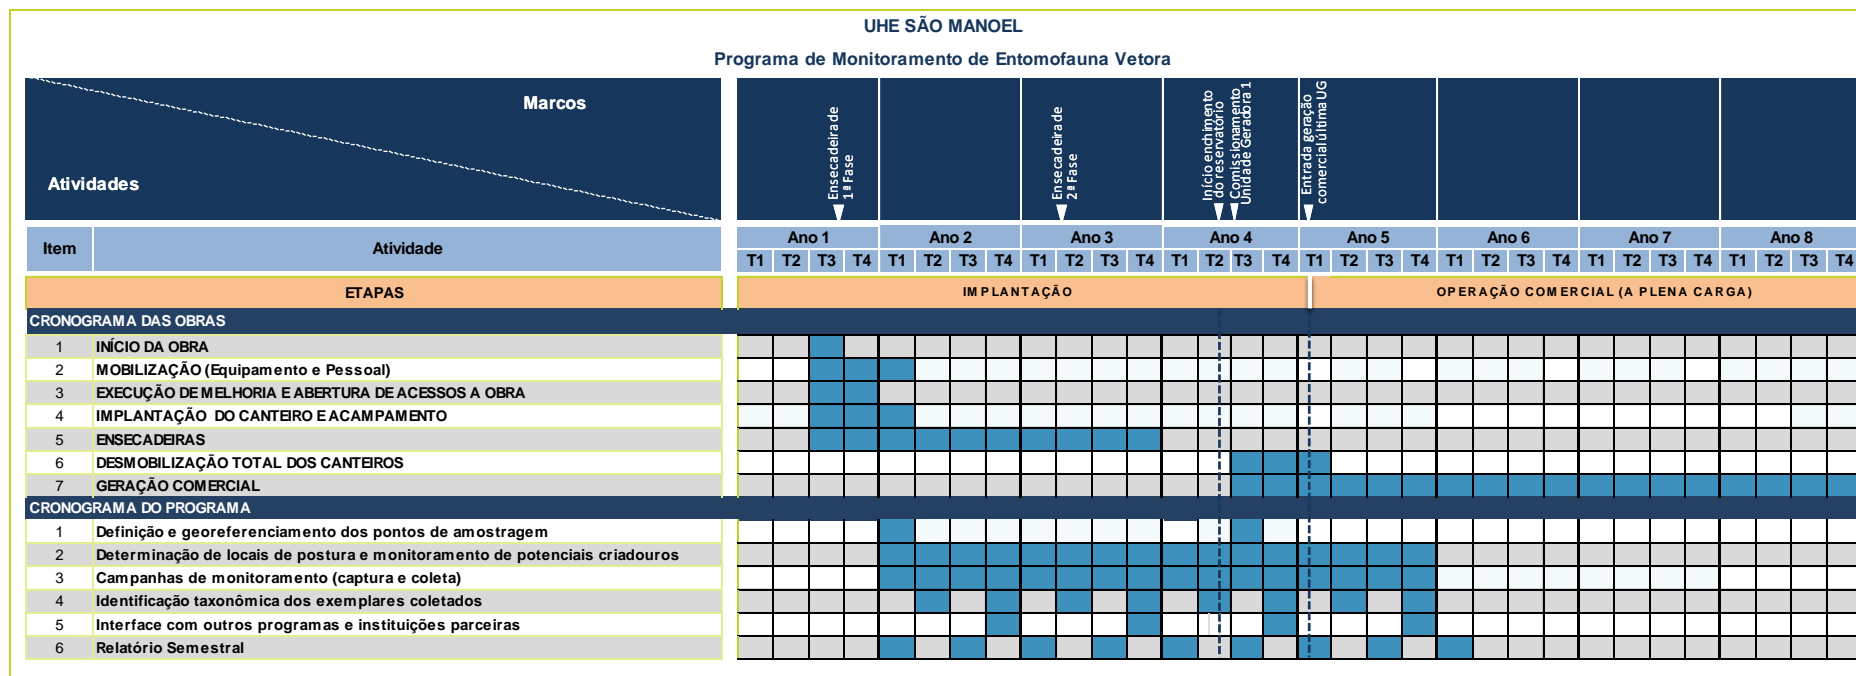 UHE SÃO MANOEL
Programa de Monitoramento de Entomofauna Vetora
Marcos
Atividades
Ensecadeira de
1ª Fase
Ensecadeira de
2ª Fase
Início enchimento
do reservatório
Comissionamento
Unidade Geradora 1
Entrada geração
comercial última UG
Item Atividade Ano 1 Ano 2 Ano 3 Ano 4 Ano 5 Ano 6 Ano 7 Ano 8
T1 T2 T3 T4 T1 T2 T3 T4 T1 T2 T3 T4 T1 T2 T3 T4 T1 T2 T3 T4 T1 T2 T3 T4 T1 T2 T3 T4 T1 T2 T3 T4
ETAPAS IMPLANTAÇÃO OPERAÇÃO COMERCIAL (A PLENA CARGA)
CRONOGRAMA DAS OBRAS
1 INÍCIO DA OBRA
2 MOBILIZAÇÃO (Equipamento e Pessoal)
3 EXECUÇÃO DE MELHORIA E ABERTURA DE ACESSOS A OBRA
4 IMPLANTAÇÃO DO CANTEIRO E ACAMPAMENTO
5 ENSECADEIRAS
6 DESMOBILIZAÇÃO TOTAL DOS CANTEIROS
7 GERAÇÃO COMERCIAL
CRONOGRAMA DO PROGRAMA
1 Definição e georeferenciamento dos pontos de amostragem
2 Determinação de locais de postura e monitoramento de potenciais criadouros
3 Campanhas de monitoramento (captura e coleta)
4 Identificação taxonômica dos exemplares coletados
5 Interface com outros programas e instituições parceiras
6 Relatório Semestral